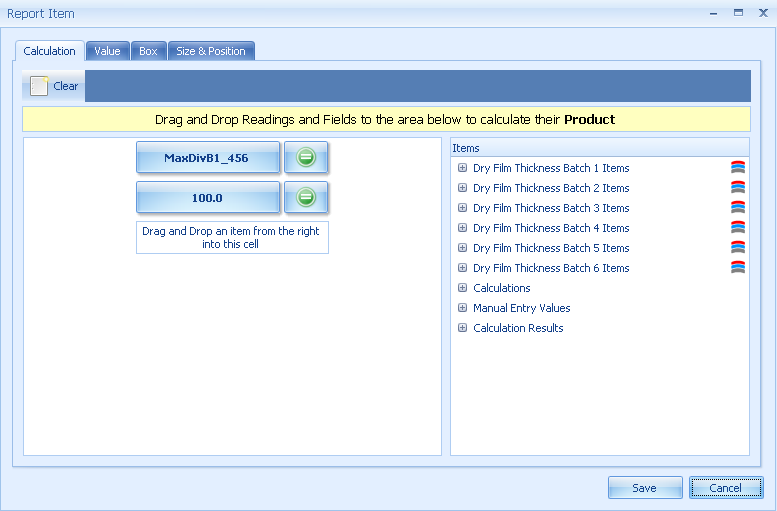 Report Item
Calculation Value Box Size & Position
Clear
Drag and Drop Readings and Fields to the area below to calculate their Product
MaxDivB1_456
100.0
Drag and Drop an item from the right
into this cell
Items
Dry Film Thickness Batch 1 Items
Dry Film Thickness Batch 2 Items
Dry Film Thickness Batch 3 Items
Dry Film Thickness Batch 4 Items
Dry Film Thickness Batch 5 Items
Dry Film Thickness Batch 6 Items
Calculations
Manual Entry Values
Calculation Results
Save Cancel